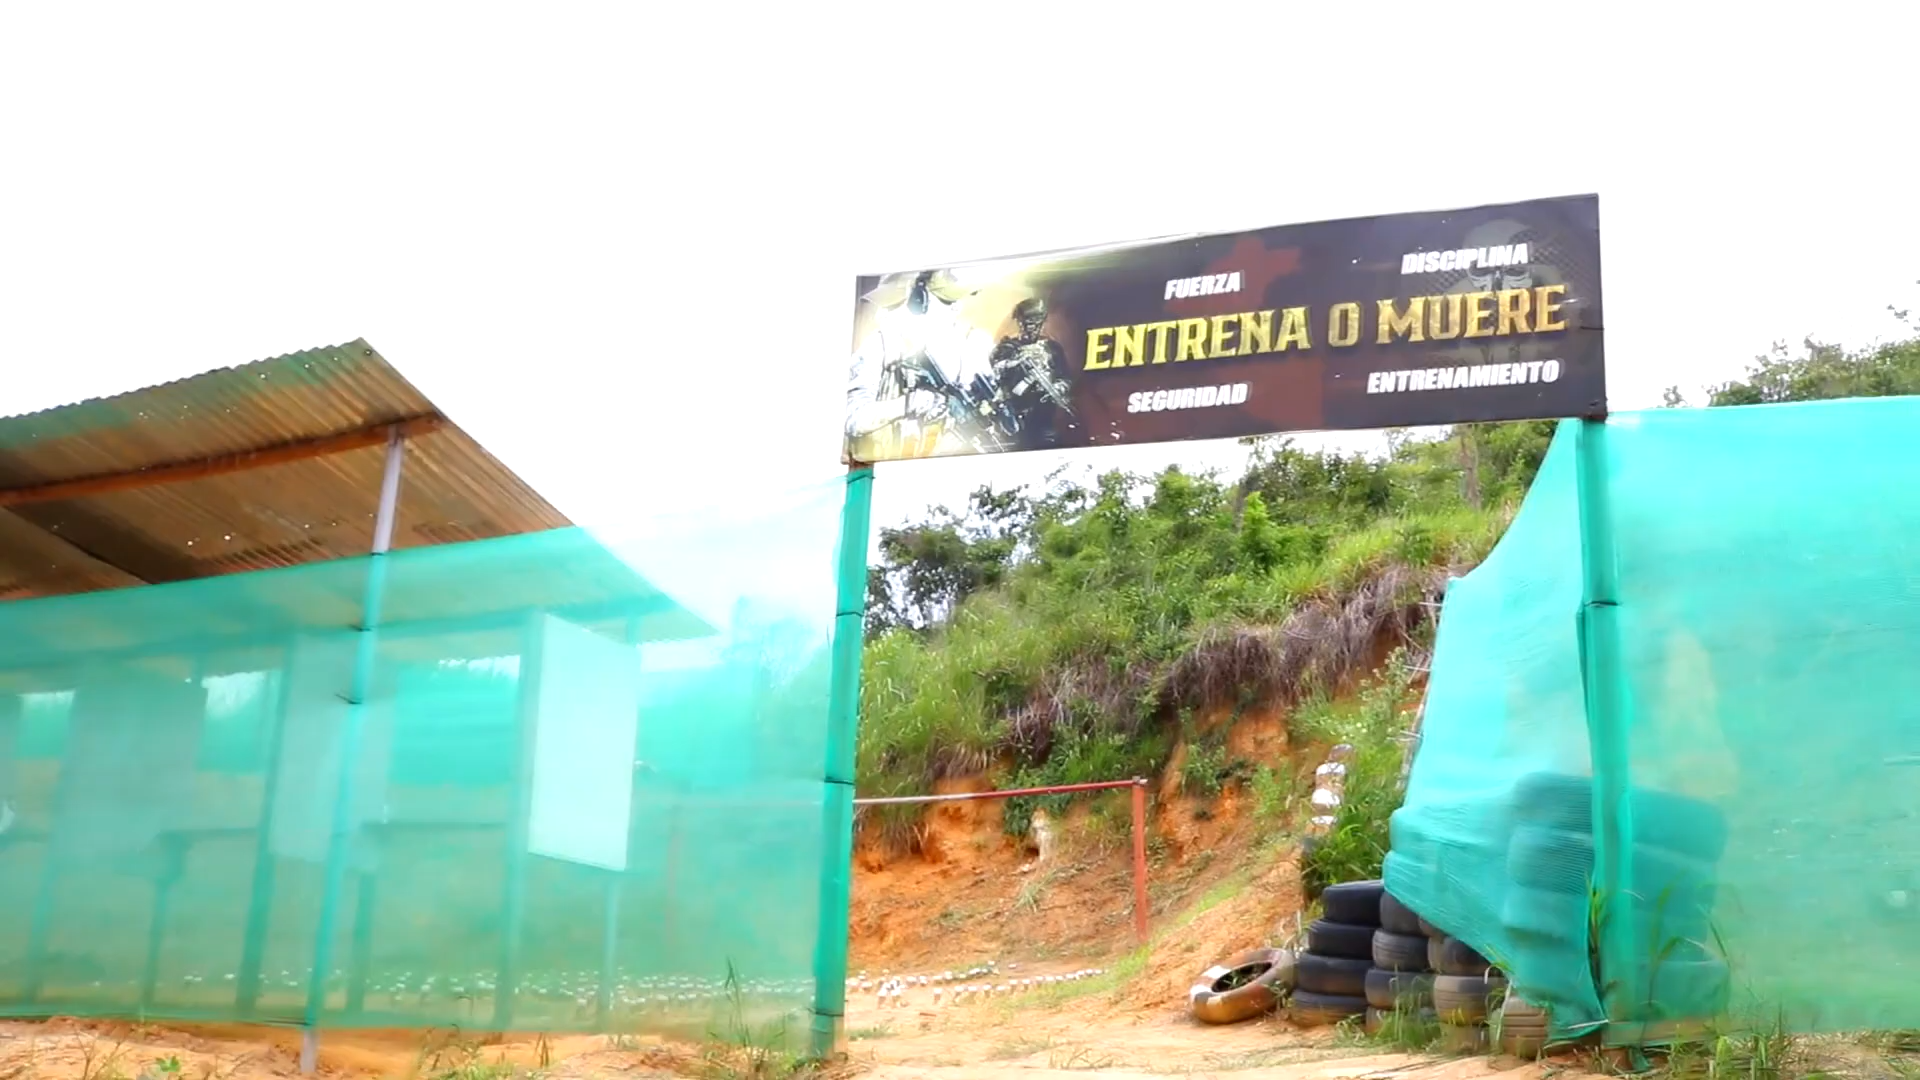 FUERZA
DISCIPLINA
ENTRENA O MUERE
SEGURIDAD
ENTRENAMIENTO